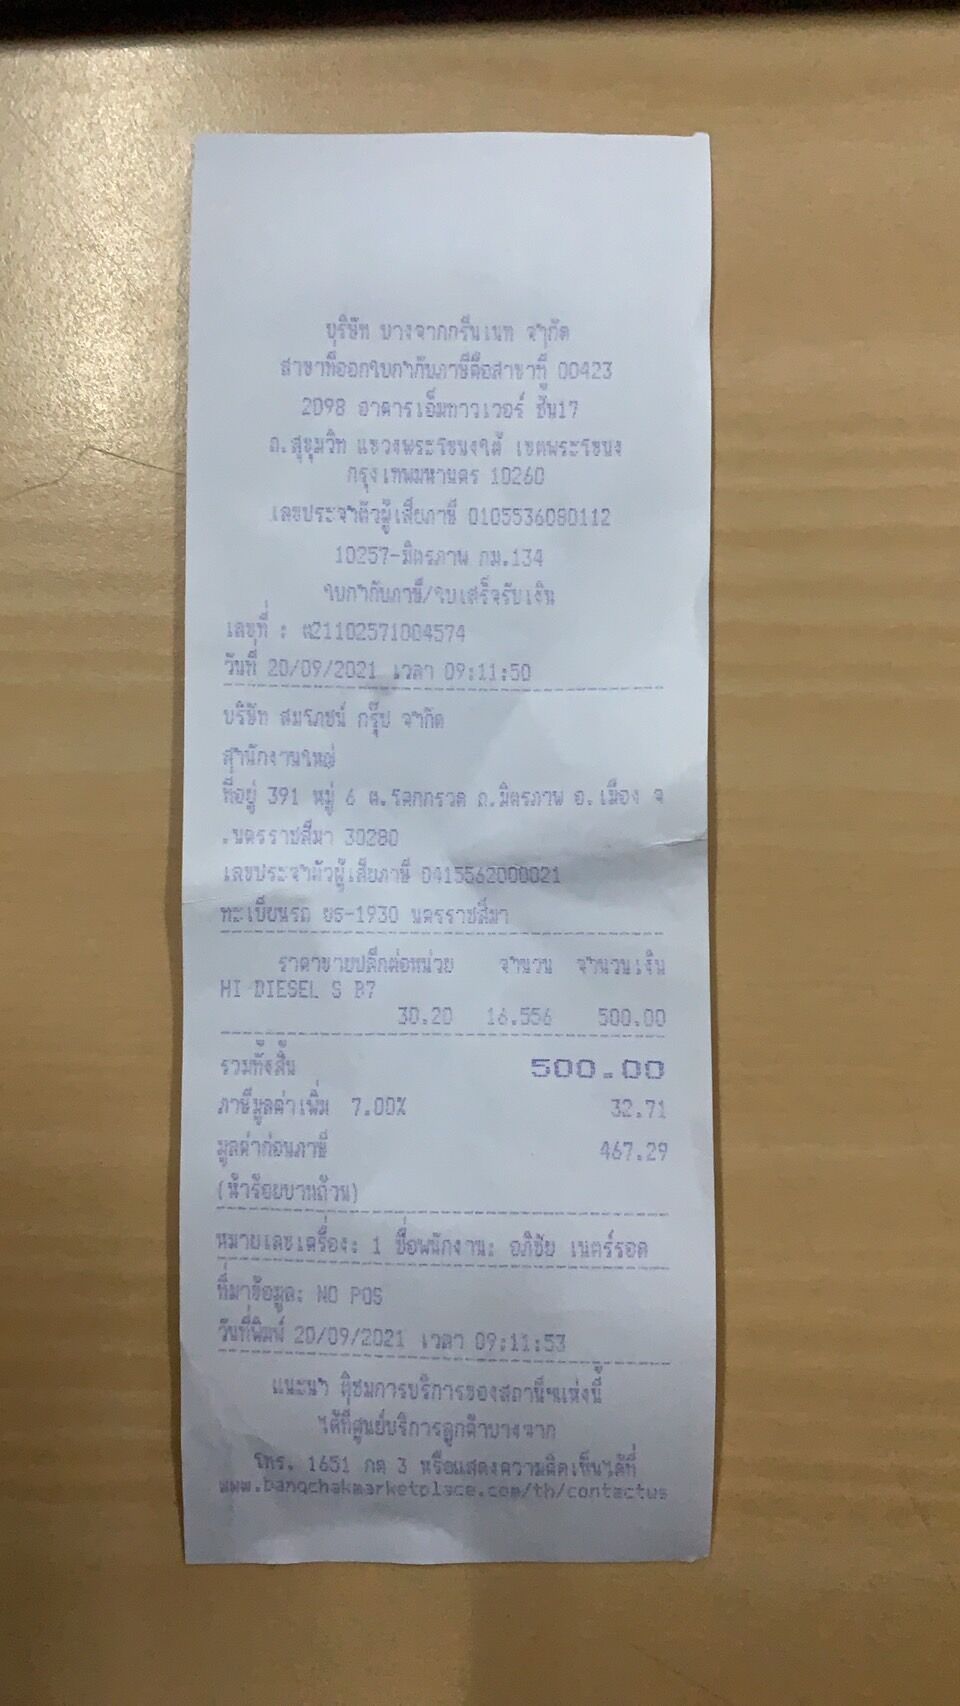 บริษัท บางจากกรีนเนท จำกัด
สาขาที่ออกใบกำกับภาษีคือสาขาที่ 00423
2098 อาคารเอ็มทาวเวอร์ ชั้น17
ถ.สุขุมวิท แขวงพระโขนงใต้ เขตพระโขนง
กรุงเทพมหานคร 10260
เลขประจำตัวผู้เสียภาษี 0105536080112
10257-มิตรภาพ กม.134
ใบกำกับภาษี/ใบเสร็จรับเงิน
เลขที่ : 21102571004574
วันที่ 20/09/2021 เวลา 09:11:50
บริษัท สมโภชน์ กรุ๊ป จำกัด
สำนักงานใหญ่
ที่อยู่ 391 หมู่ 6 ต.โคกกรวด ถ.มิตรภาพ อ.เมือง จ
.นครราชสีมา 30280
เลขประจำตัวผู้เสียภาษี 0415562000021
ทะเบียนรถ ยธ-1930 นครราชสีมา
ราคาขายปลีกต่อหน่วย จำนวน จำนวนเงิน
HI DIESEL S B7
30.20 16.556 500.00
รวมทั้งสิ้น 500.00
ภาษีมูลค่าเพิ่ม 7.00% 32.71
มูลค่าก่อนภาษี 467.29
(ห้าร้อยบาทถ้วน)
หมายเลขเครื่อง: 1 ชื่อพนักงาน: อภิชัย เนตร์รอด
ที่มาข้อมูล: NO POS
วันที่พิมพ์ 20/09/2021 เวลา 09:11:53
แนะนำ ติชมการบริการของสถานีฯแห่งนี้
ได้ที่ศูนย์บริการลูกค้าบางจาก
โทร. 1651 กด 3 หรือแสดงความคิดเห็นได้ที่
www.bangchakmarketplace.com/th/contactus